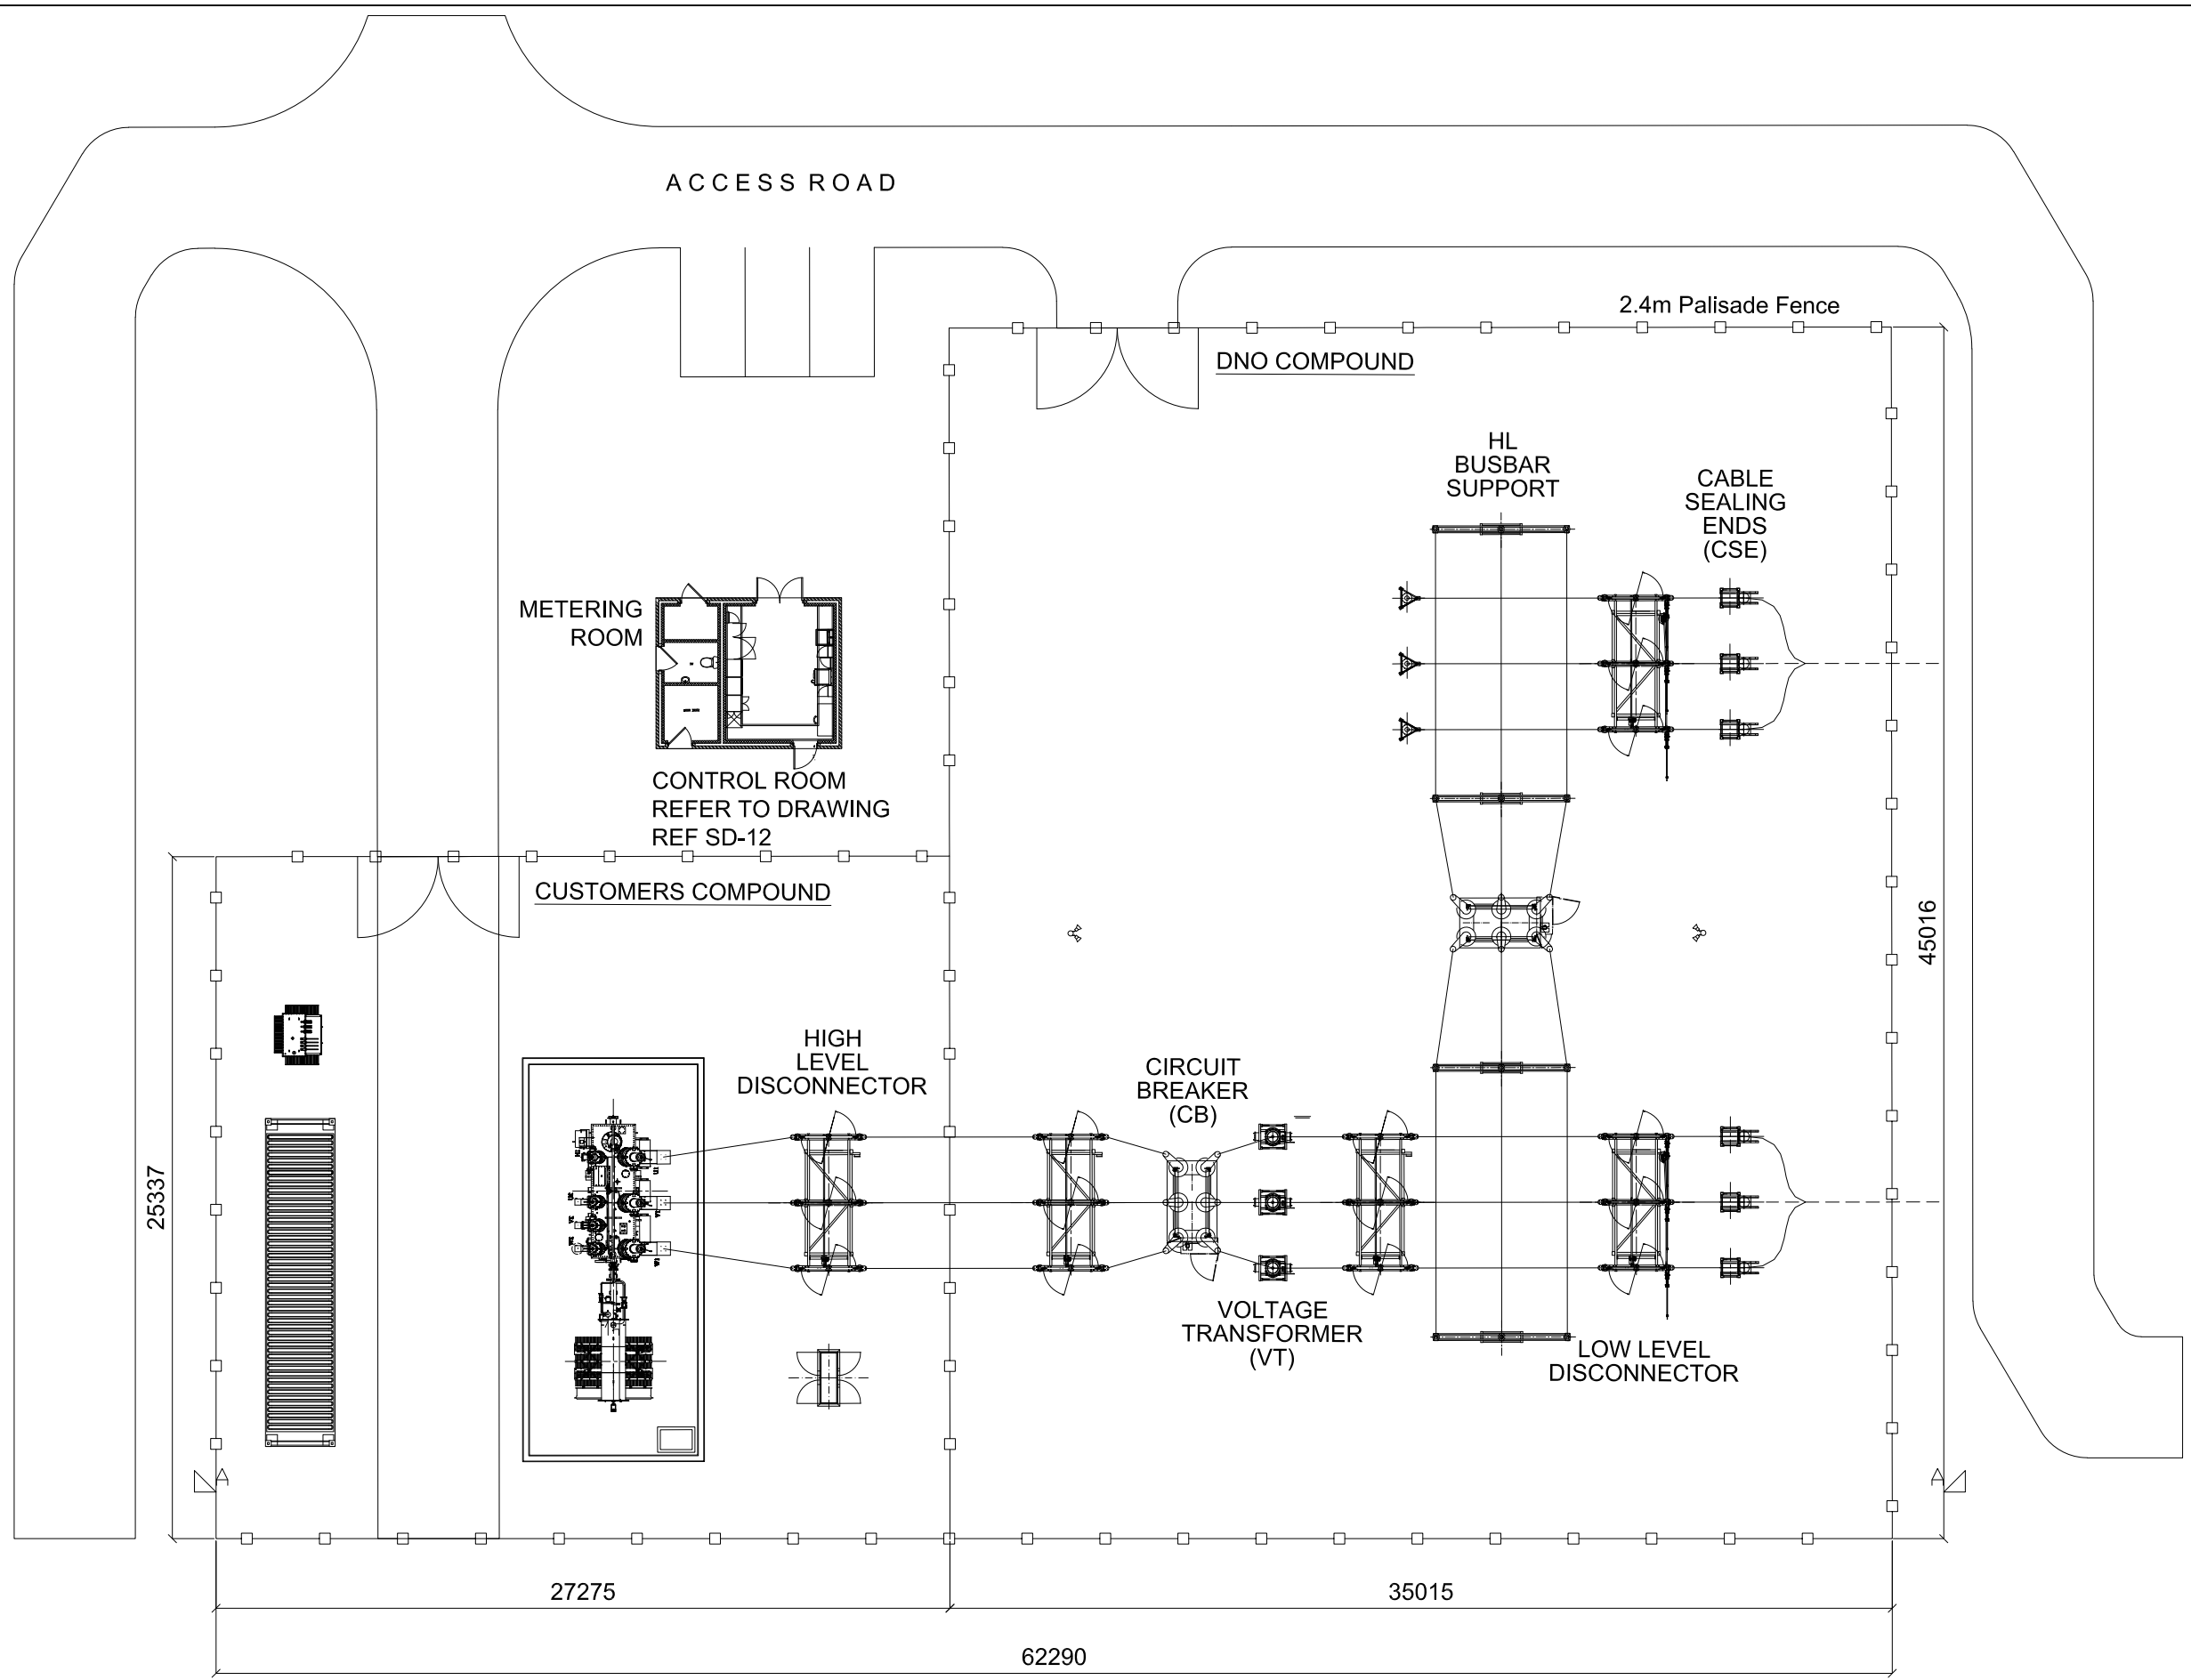 A C C E S S  R O A D
2.4m Palisade Fence
DNO COMPOUND
HL
BUSBAR
SUPPORT
CABLE
SEALING
ENDS
(CSE)
METERING
ROOM
CONTROL ROOM
REFER TO DRAWING
REF SD-12
CUSTOMERS COMPOUND
45016
HIGH
LEVEL
DISCONNECTOR
CIRCUIT
BREAKER
(CB)
25337
VOLTAGE
TRANSFORMER
(VT)
LOW LEVEL
DISCONNECTOR
A
A
27275
35015
62290